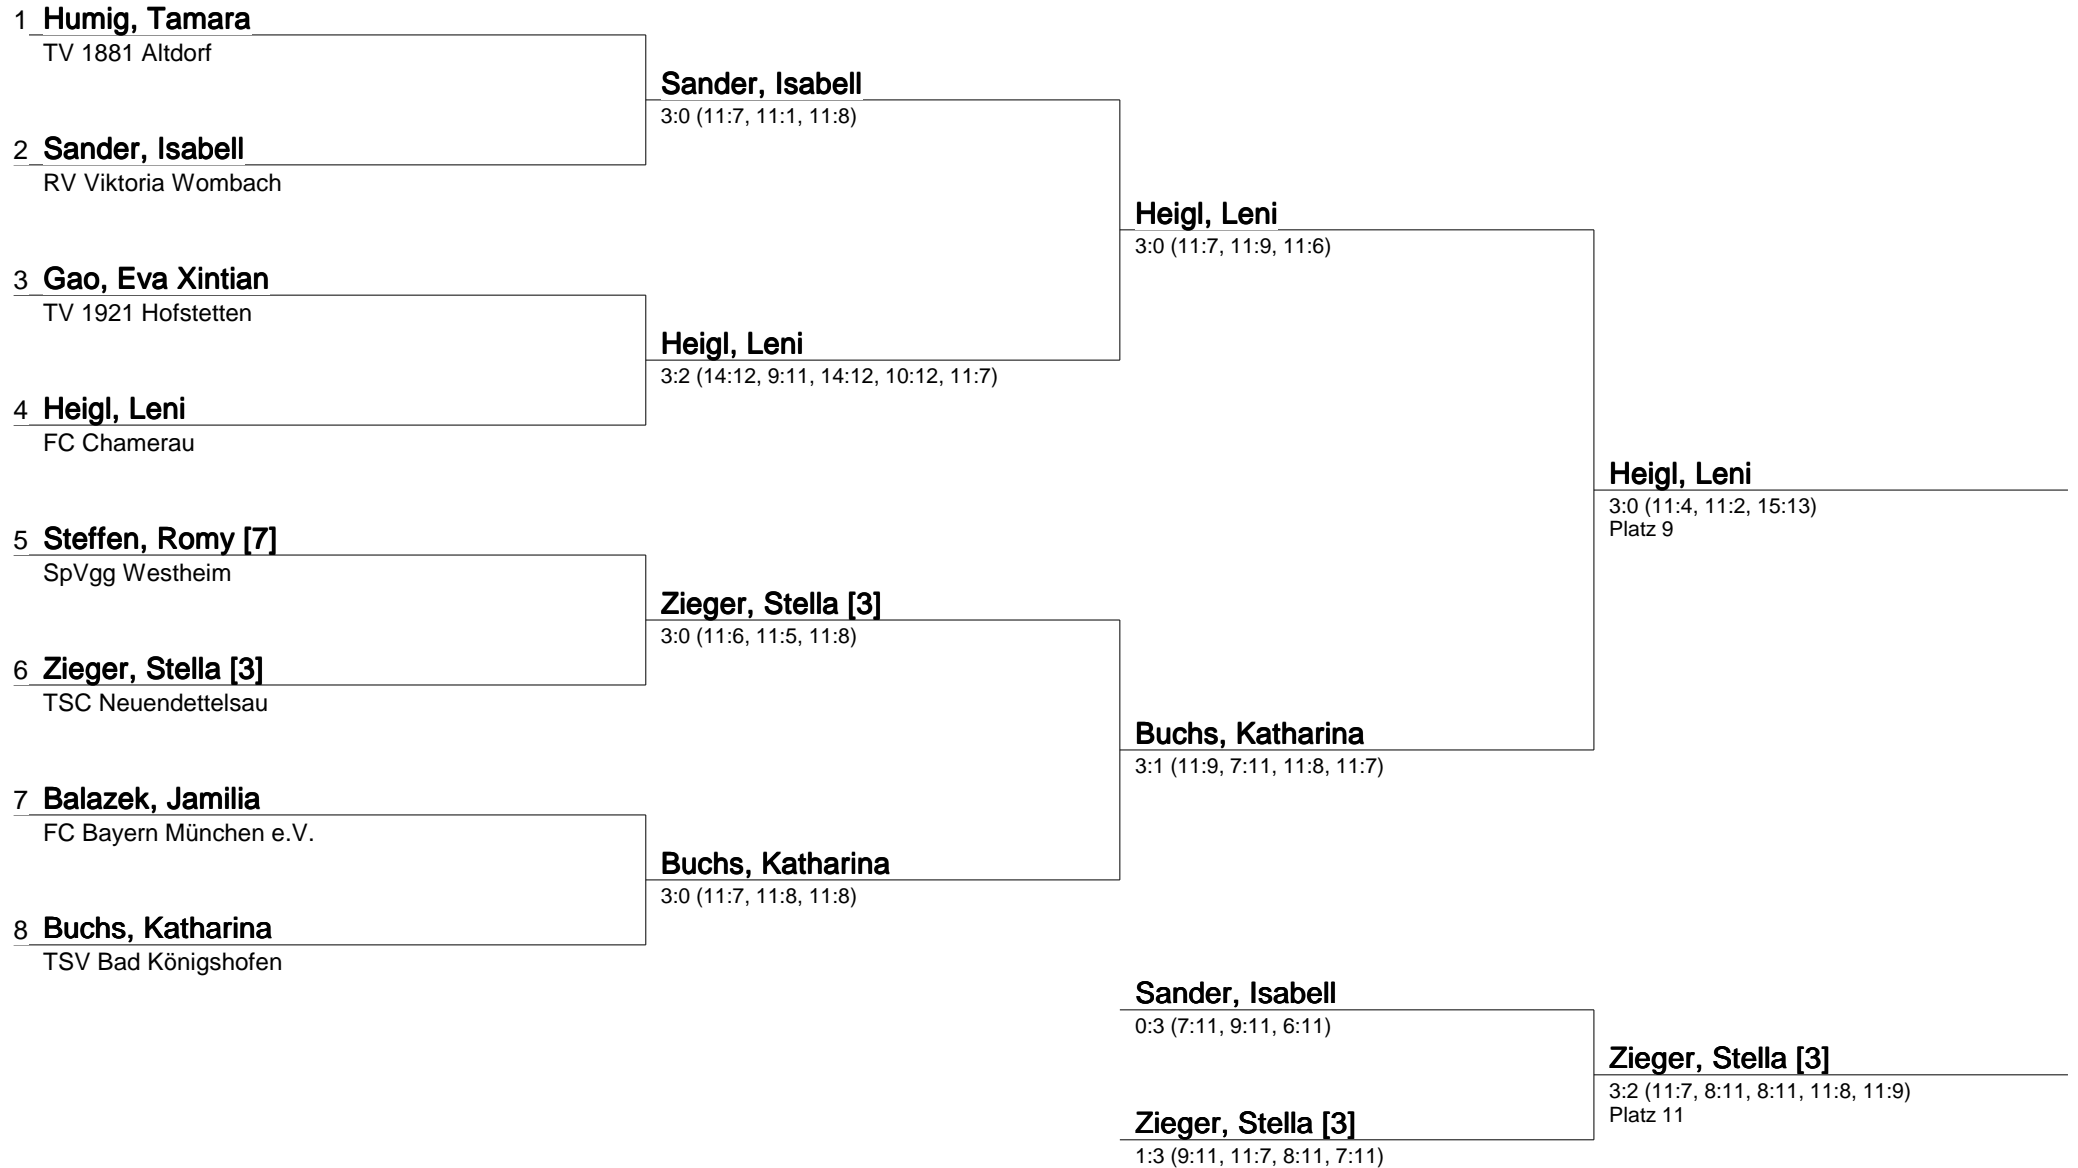 1 Humig, Tamara
TV 1881 Altdorf
Sander, Isabell
3:0 (11:7, 11:1, 11:8)
2 Sander, Isabell
RV Viktoria Wombach
Heigl, Leni
3:0 (11:7, 11:9, 11:6)
3 Gao, Eva Xintian
TV 1921 Hofstetten
Heigl, Leni
3:2 (14:12, 9:11, 14:12, 10:12, 11:7)
4 Heigl, Leni
FC Chamerau
Heigl, Leni
3:0 (11:4, 11:2, 15:13)
Platz 9
5 Steffen, Romy [7]
SpVgg Westheim
Zieger, Stella [3]
3:0 (11:6, 11:5, 11:8)
6 Zieger, Stella [3]
TSC Neuendettelsau
Buchs, Katharina
3:1 (11:9, 7:11, 11:8, 11:7)
7 Balazek, Jamilia
FC Bayern München e.V.
Buchs, Katharina
3:0 (11:7, 11:8, 11:8)
8 Buchs, Katharina
TSV Bad Königshofen
Sander, Isabell
0:3 (7:11, 9:11, 6:11)
Zieger, Stella [3]
3:2 (11:7, 8:11, 8:11, 11:8, 11:9)
Platz 11
Zieger, Stella [3]
1:3 (9:11, 11:7, 8:11, 7:11)